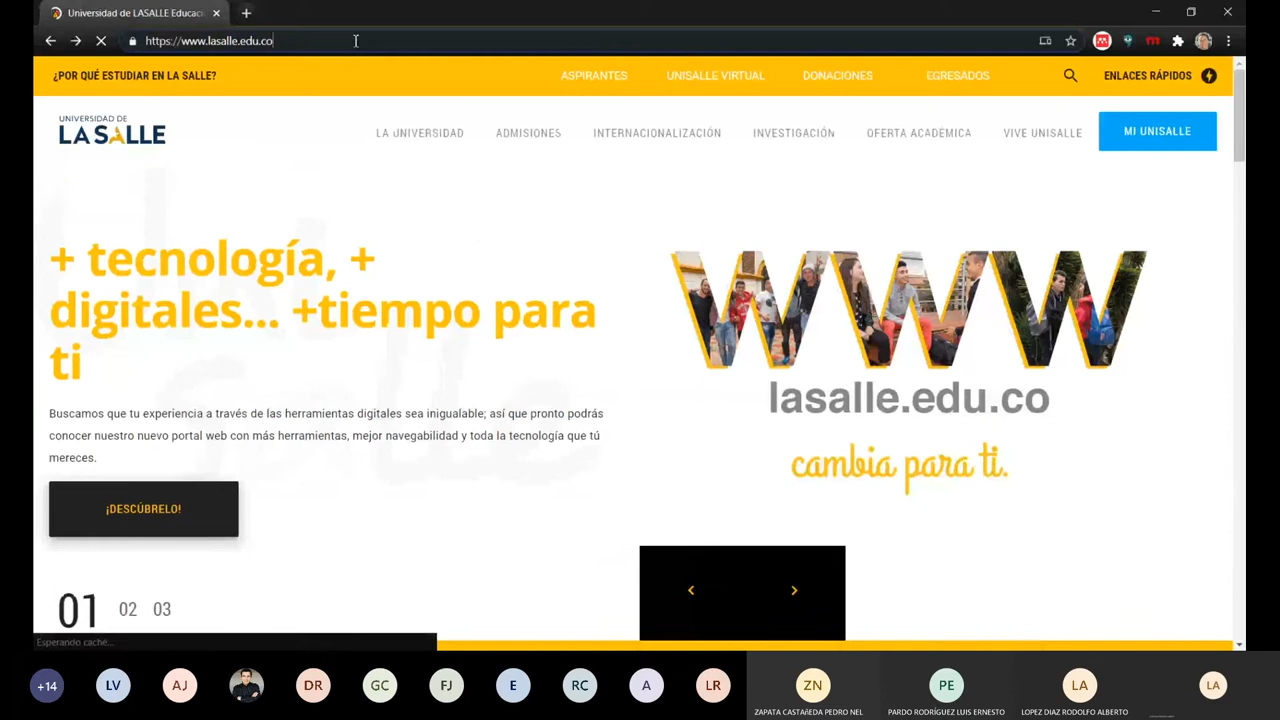 Universidad de LASALLE Educaci
https://www.lasalle.edu.co
¿POR QUÉ ESTUDIAR EN LA SALLE? ASPIRANTES UNISALLE VIRTUAL DONACIONES EGRESADOS ENLACES RÁPIDOS
UNIVERSIDAD DE
LASALLE
LA UNIVERSIDAD ADMISIONES INTERNACIONALIZACIÓN INVESTIGACIÓN OFERTA ACADÉMICA VIVE UNISALLE MI UNISALLE
+ tecnología, +
digitales... +tiempo para
ti
Buscamos que tu experiencia a través de las herramientas digitales sea inigualable; así que pronto podrás
conocer nuestro nuevo portal web con más herramientas, mejor navegabilidad y toda la tecnología que tú
mereces.
¡DESCÚBRELO!
WWW
lasalle.edu.co
cambia para ti.
01 02 03
Esperando caché...
+14 LV AJ DR GC FJ E RC A LR ZN PE LA LA
ZAPATA CASTAÑEDA PEDRO NEL PARDO RODRÍGUEZ LUIS ERNESTO LOPEZ DIAZ RODOLFO ALBERTO